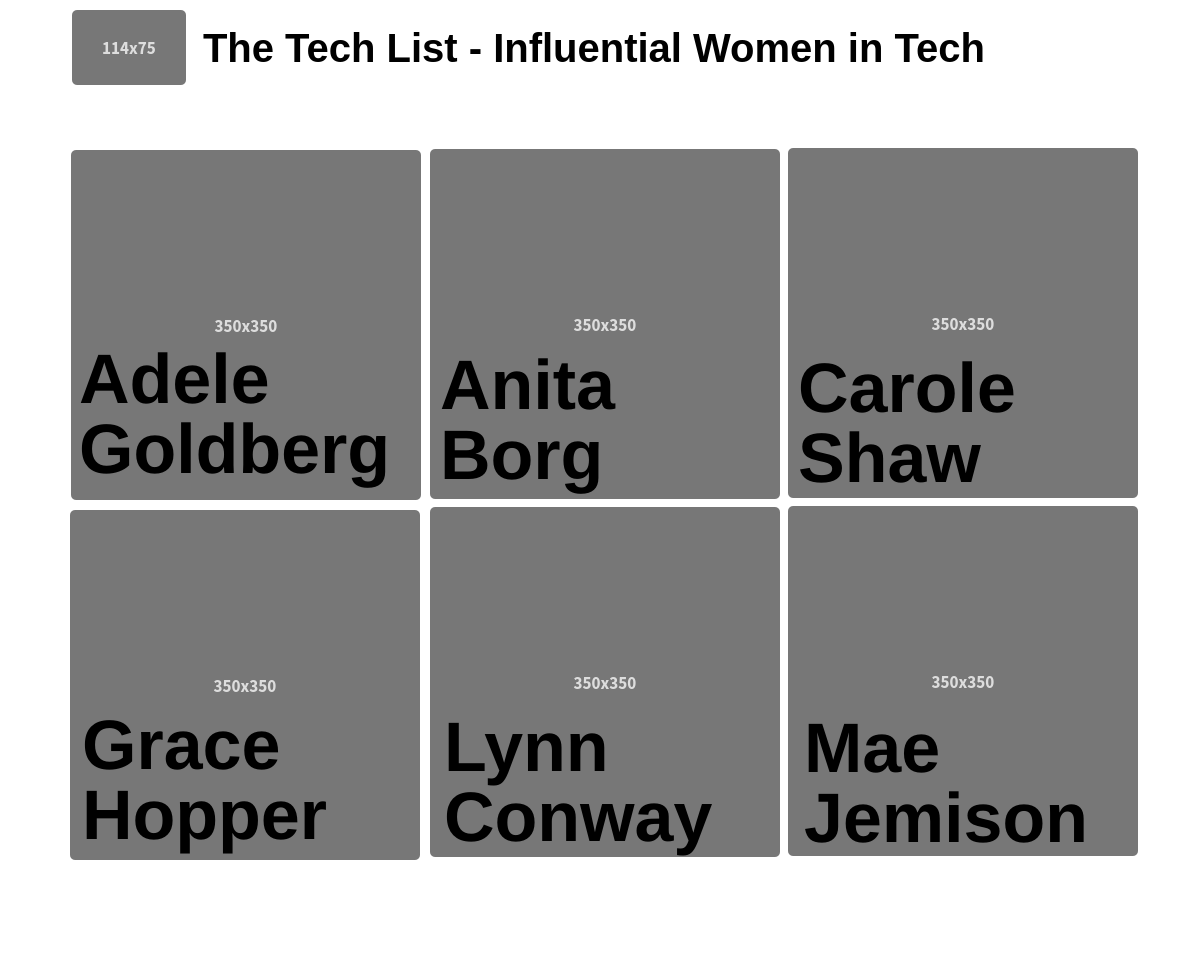 114x75
The Tech List - Influential Women in Tech
350x350
Adele
Goldberg
350x350
Anita
Borg
350x350
Carole
Shaw
350x350
Grace
Hopper
350x350
Lynn
Conway
350x350
Mae
Jemison